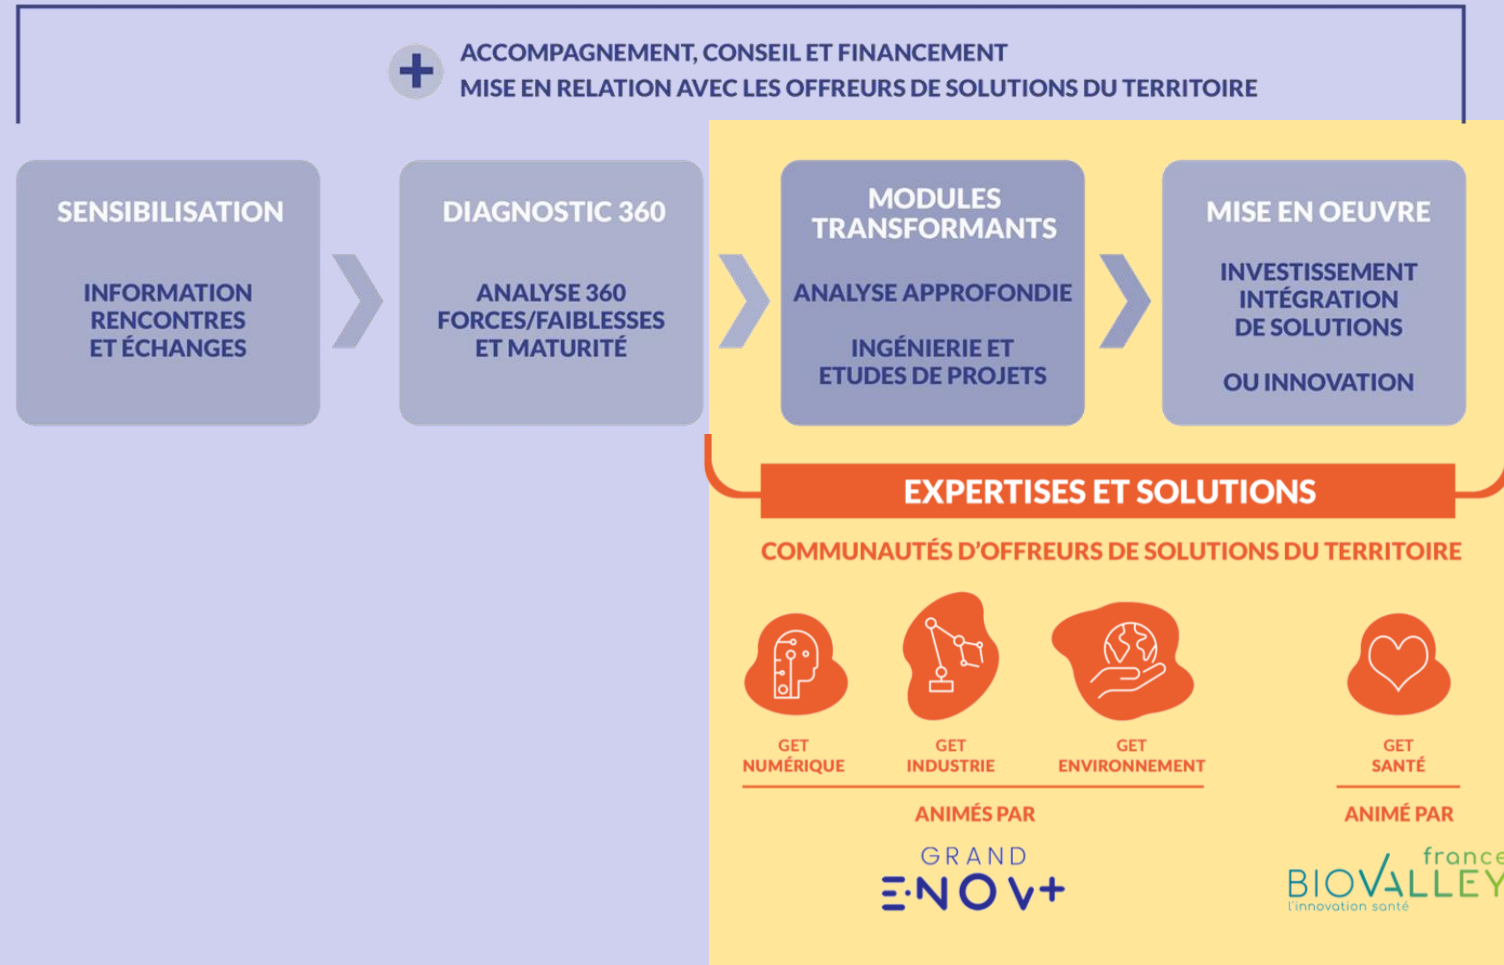 ACCOMPAGNEMENT, CONSEIL ET FINANCEMENT
MISE EN RELATION AVEC LES OFFREURS DE SOLUTIONS DU TERRITOIRE
SENSIBILISATION
INFORMATION
RENCONTRES
ET ÉCHANGES
DIAGNOSTIC 360
ANALYSE 360
FORCES/FAIBLESSES
ET MATURITÉ
MODULES
TRANSFORMANTS
ANALYSE APPROFONDIE
INGÉNIERIE ET
ETUDES DE PROJETS
MISE EN OEUVRE
INVESTISSEMENT
INTÉGRATION
DE SOLUTIONS
OU INNOVATION
EXPERTISES ET SOLUTIONS
COMMUNAUTÉS D'OFFREURS DE SOLUTIONS DU TERRITOIRE
GET
NUMÉRIQUE
GET
INDUSTRIE
GET
ENVIRONNEMENT
GET
SANTÉ
ANIMÉS PAR
GRAND
E·NOV+
ANIMÉ PAR
france
BIOVALLEY
l'innovation santé